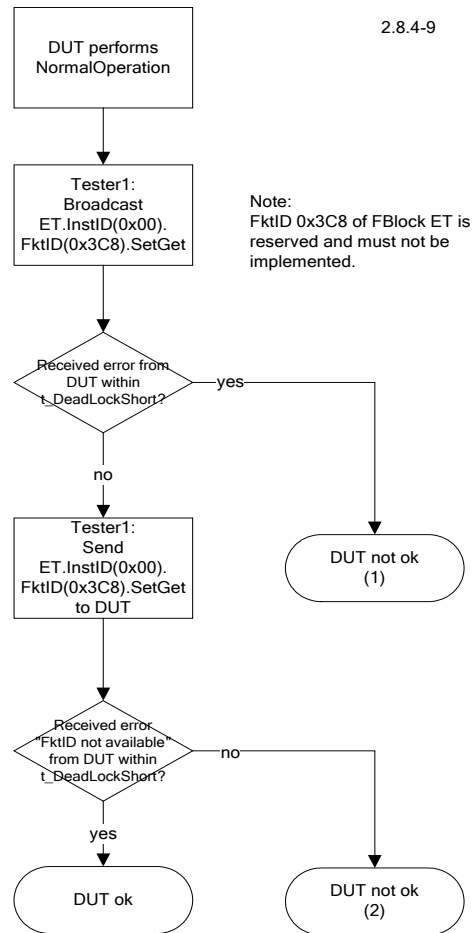 2.8.4-9
DUT performs
NormalOperation
Tester1:
Broadcast
ET.InstID(0x00).
FktID(0x3C8).SetGet
Note:
FktID 0x3C8 of FBlock ET is
reserved and must not be
implemented.
Received error from
DUT within
t_DeadLockShort?
yes
no
DUT not ok
(1)
Tester1:
Send
ET.InstID(0x00).
FktID(0x3C8).SetGet
to DUT
Received error
"FktID not available"
from DUT within
t_DeadLockShort?
no
yes
DUT ok
DUT not ok
(2)